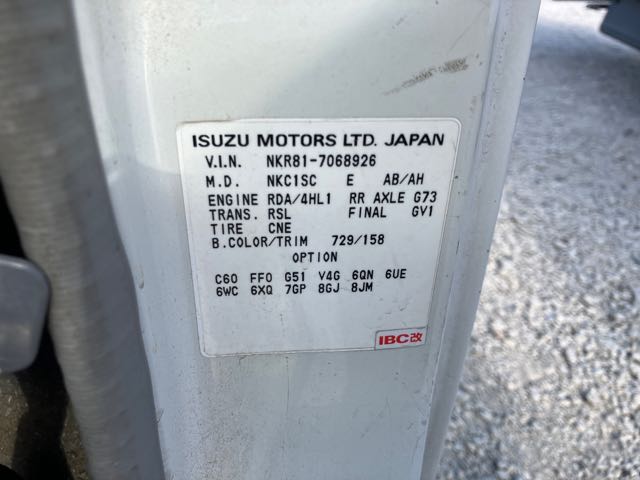 ISUZU MOTORS LTD. JAPAN
V.I.N. NKR81-7068926
M.D. NKC1SC E AB/AH
ENGINE RDA/4HL1 RR AXLE G73
TRANS. RSL FINAL GV1
TIRE CNE
B.COLOR/TRIM 729/158
OPTION
C60 FF0 G51 V4G 6QN 6UE
6WC 6XQ 7GP 8GJ 8JM
IBC改